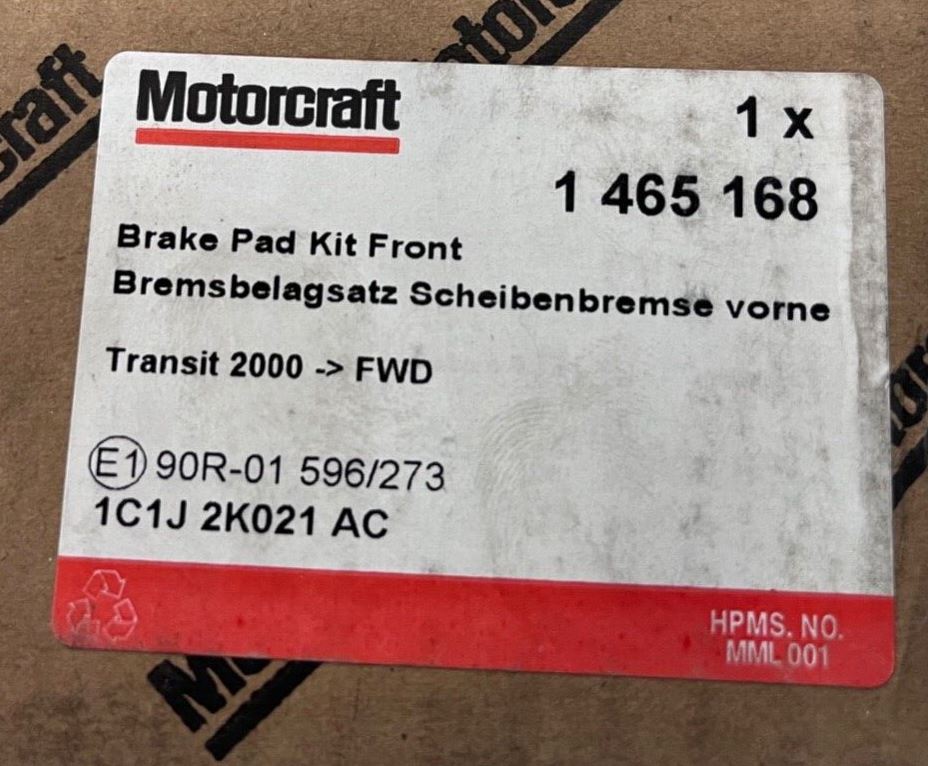 Motorcraft
1 x
1 465 168
Brake Pad Kit Front
Bremsbelagsatz Scheibenbremse vorne
Transit 2000 -> FWD
E1 90R-01 596/273
1C1J 2K021 AC
HPMS. NO.
MML 001